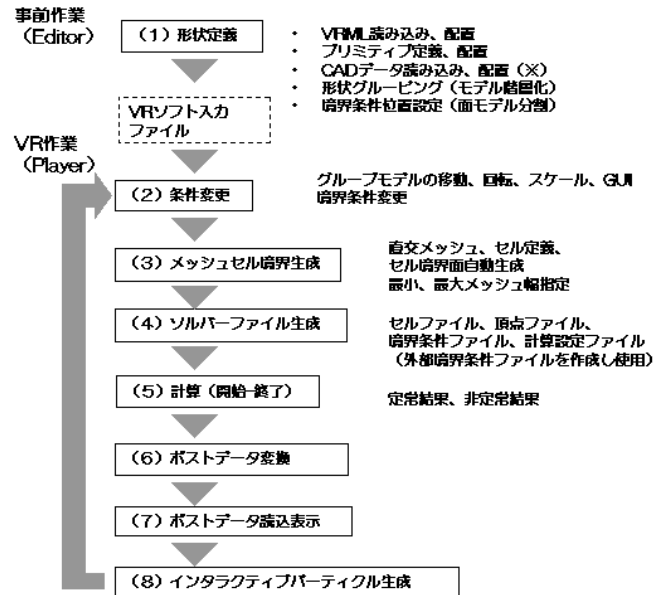 事前作業
（Editor）
（1）形状定義
・ VRML読み込み、配置
・ プリミティブ定義、配置
・ CADデータ読み込み、配置（※）
・ 形状グルーピング（モデル階層化）
・ 境界条件位置設定（面モデル分割）
VRソフト入力
ファイル
VR作業
（Player）
（2）条件変更
グループモデルの移動、回転、スケール、GUI
境界条件変更
（3）メッシュセル境界生成
直交メッシュ、セル定義、
セル境界面自動生成
最小、最大メッシュ幅指定
（4）ソルバーファイル生成
セルファイル、頂点ファイル、
境界条件ファイル、計算設定ファイル
（外部境界条件ファイルを作成し使用）
（5）計算（開始-終了）
定常結果、非定常結果
（6）ポストデータ変換
（7）ポストデータ読込表示
（8）インタラクティブパーティクル生成